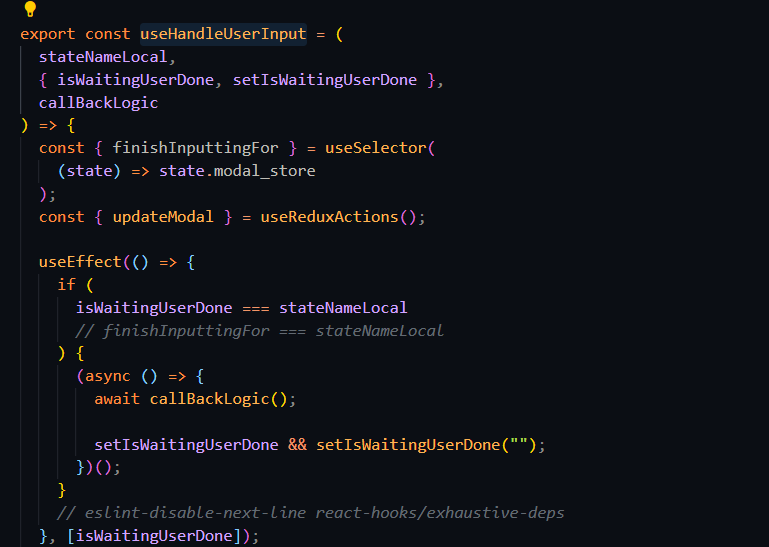 export const useHandleUserInput = (
stateNameLocal,
{ isWaitingUserDone, setIsWaitingUserDone },
callBackLogic
) => {
const { finishInputtingFor } = useSelector(
(state) => state.modal_store
);
const { updateModal } = useReduxActions();
useEffect(() => {
if (
isWaitingUserDone === stateNameLocal
// finishInputtingFor === stateNameLocal
) {
(async () => {
await callBackLogic();
setIsWaitingUserDone && setIsWaitingUserDone("");
})();
}
// eslint-disable-next-line react-hooks/exhaustive-deps
}, [isWaitingUserDone]);